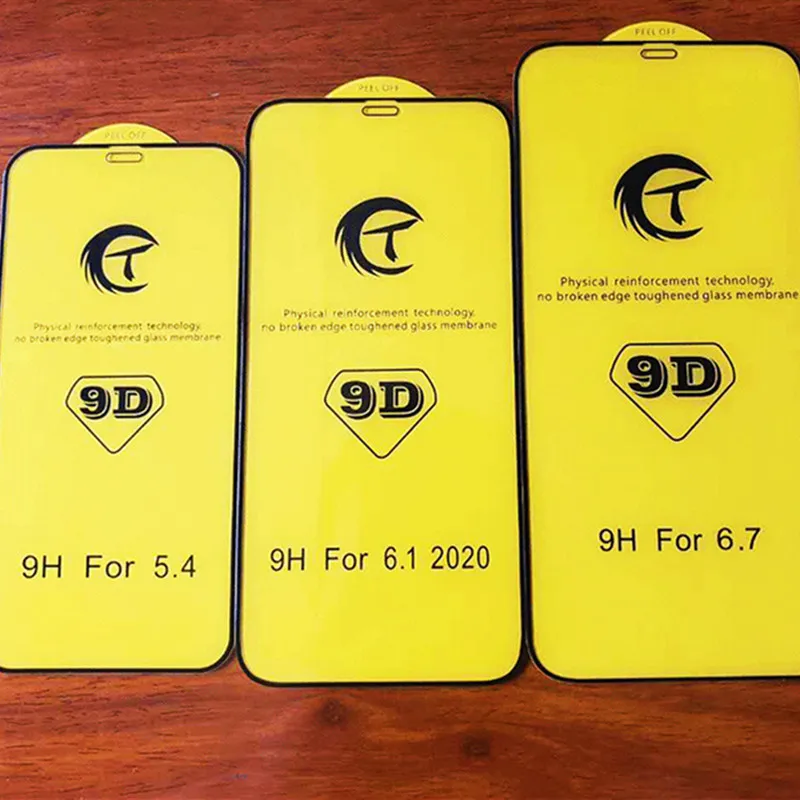 PEEL OFF
T
Physical reinforcement technology,
no broken edge toughened glass membrane
9D
9H For 5.4
PEEL OFF
T
Physical reinforcement technology,
no broken edge toughened glass membrane
9D
9H For 6.1 2020
PEEL OFF
T
Physical reinforcement technology,
no broken edge toughened glass membrane
9D
9H For 6.7